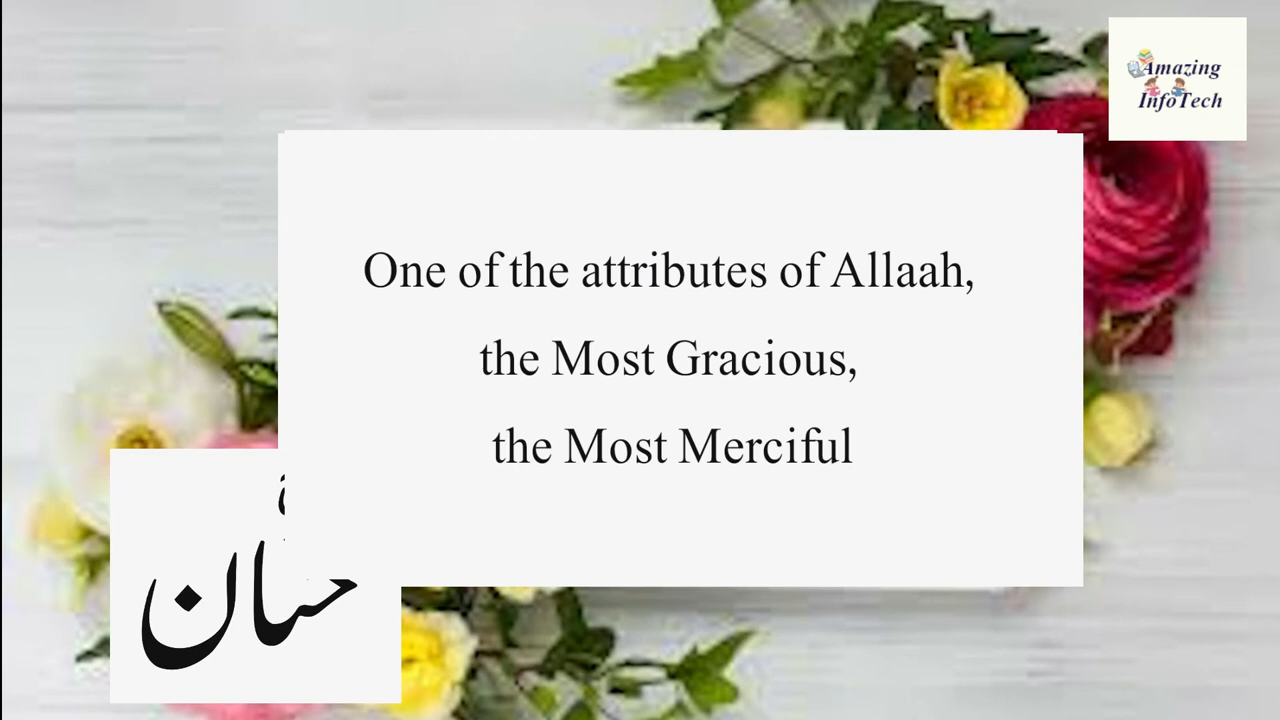 Amazing
InfoTech
One of the attributes of Allaah,
the Most Gracious,
the Most Merciful